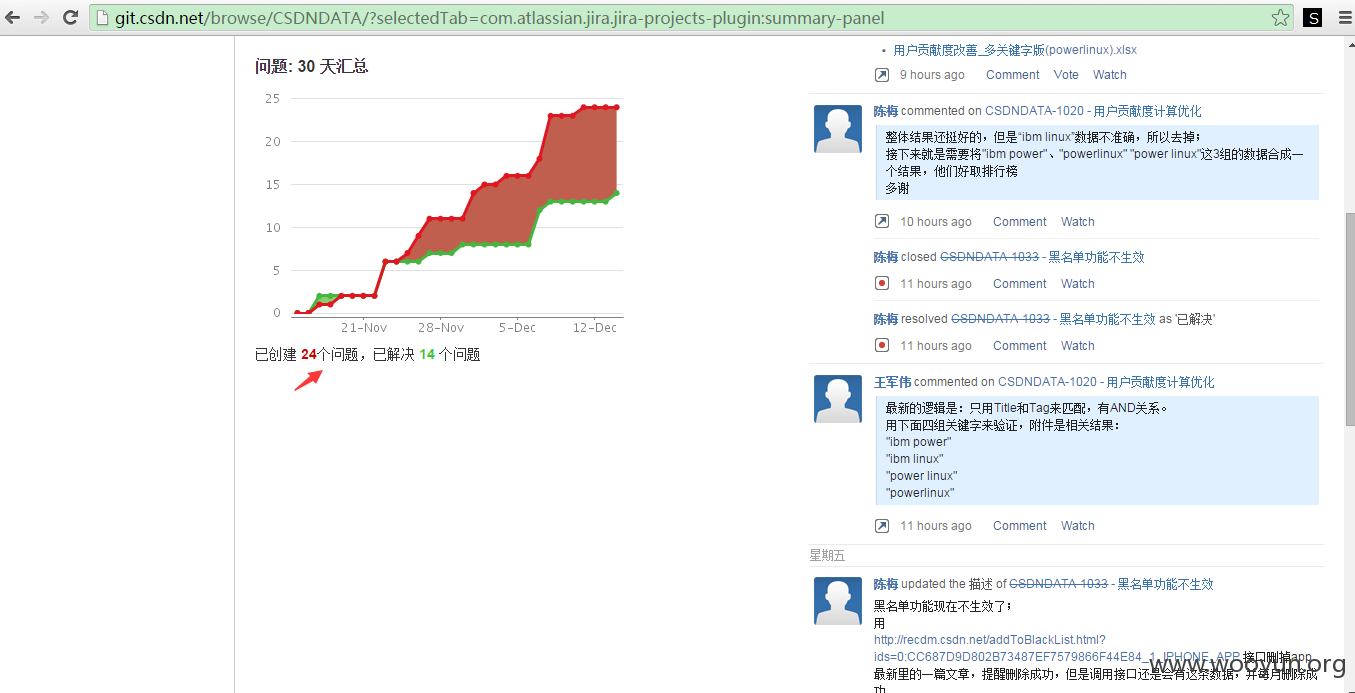 git.csdn.net/browse/CSDNDATA/?selectedTab=com.atlassian.jira.jira-projects-plugin:summary-panel
S
问题: 30 天汇总
25
20
15
10
5
0
21-Nov 28-Nov 5-Dec 12-Dec
已创建 24个问题，已解决 14 个问题
用户贡献度改善_多关键字版(powerlinux).xlsx
9 hours ago Comment Vote Watch
陈梅 commented on CSDNDATA-1020 - 用户贡献度计算优化
整体结果还挺好的，但是“ibm linux”数据不准确，所以去掉；
接下来就是需要将"ibm power"、"powerlinux" "power linux"这3组的数据合成一
个结果，他们好取排行榜
多谢
10 hours ago Comment Watch
陈梅 closed CSDNDATA-1033 - 黑名单功能不生效
11 hours ago Comment Watch
陈梅 resolved CSDNDATA-1033 - 黑名单功能不生效 as '已解决'
11 hours ago Comment Watch
王军伟 commented on CSDNDATA-1020 - 用户贡献度计算优化
最新的逻辑是：只用Title和Tag来匹配，有AND关系。
用下面四组关键字来验证，附件是相关结果：
"ibm power"
"ibm linux"
"power linux"
"powerlinux"
11 hours ago Comment Watch
星期五
陈梅 updated the 描述 of CSDNDATA-1033 - 黑名单功能不生效
黑名单功能现在不生效了；
用
http://recdm.csdn.net/addToBlackList.html?
ids=0:CC687D9D802B73487EF7579866F44E84_1_IPHONE_APP 接口删掉app
最新里的一篇文章，提醒删除成功，但是调用接口还是会有这条数据，并每月删除成
功
www.wooyun.org